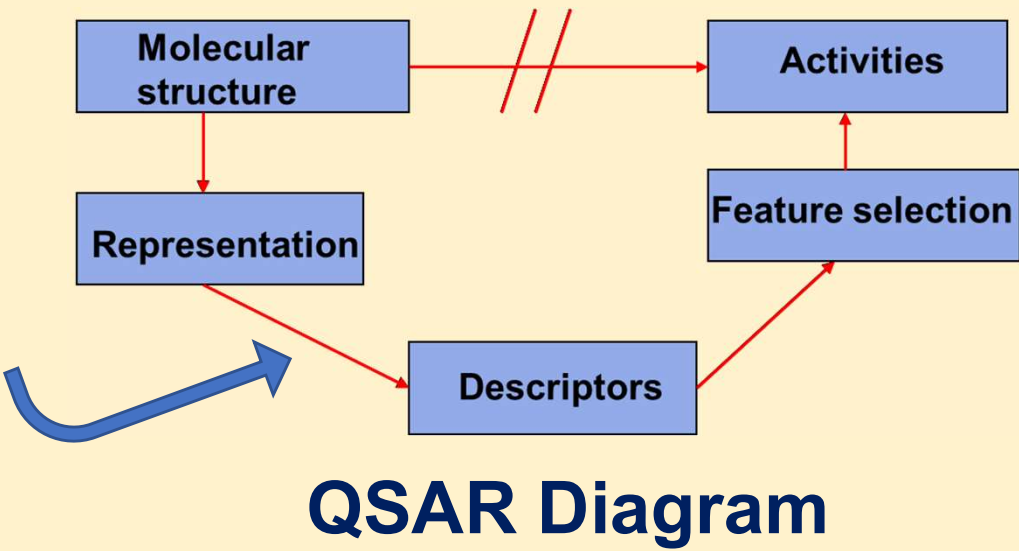 Molecular
structure
Activities
Representation
Feature selection
Descriptors
QSAR Diagram